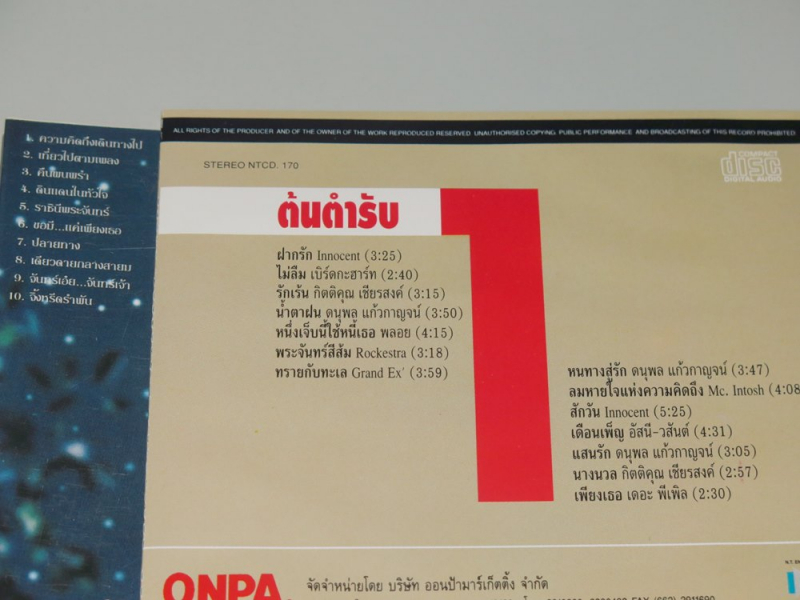 1. ความคิดถึงเดินทางไป
2. เกี่ยวไปตามเพลง
3. คืนพบพร่ำ
4. ดินแดนในหัวใจ
5. ราชินีพระจันทร์
6. ขอมี...แค่เพียงเธอ
7. ปลายทาง
8. เดียวดายกลางสายลม
9. จันทร์เอ๋ย...จันทร์เจ้า
10. จิ้งหรีดรำพัน
ALL RIGHTS OF THE PRODUCER AND OF THE OWNER OF THE WORK REPRODUCED RESERVED. UNAUTHORISED COPYING, PUBLIC PERFORMANCE AND BROADCASTING OF THIS RECORD PROHIBITED
STEREO NTCD. 170
COMPACT
disc
DIGITAL AUDIO
ต้นตำรับ
1
ฝากรัก Innocent (3:25)
ไม่ลืม เบิร์ดกะฮาร์ท (2:40)
รักเร้น กิตติคุณ เชียรสงค์ (3:15)
น้ำตาฝน ดนุพล แก้วกาญจน์ (3:50)
หนึ่งเจ็บนี้ใช้หนี้เธอ พลอย (4:15)
พระจันทร์สีส้ม Rockestra (3:18)
ทรายกับทะเล Grand Ex' (3:59)
หนทางสู่รัก ดนุพล แก้วกาญจน์ (3:47)
ลมหายใจแห่งความคิดถึง Mc. Intosh (4:08
สักวัน Innocent (5:25)
เดือนเพ็ญ อัสนี-วสันต์ (4:31)
แสนรัก ดนุพล แก้วกาญจน์ (3:05)
นางนวล กิตติคุณ เชียรสงค์ (2:57)
เพียงเธอ เดอะ พีเพิล (2:30)
ONPA
จัดจำหน่ายโดย บริษัท ออนป้ามาร์เก็ตติ้ง จำกัด